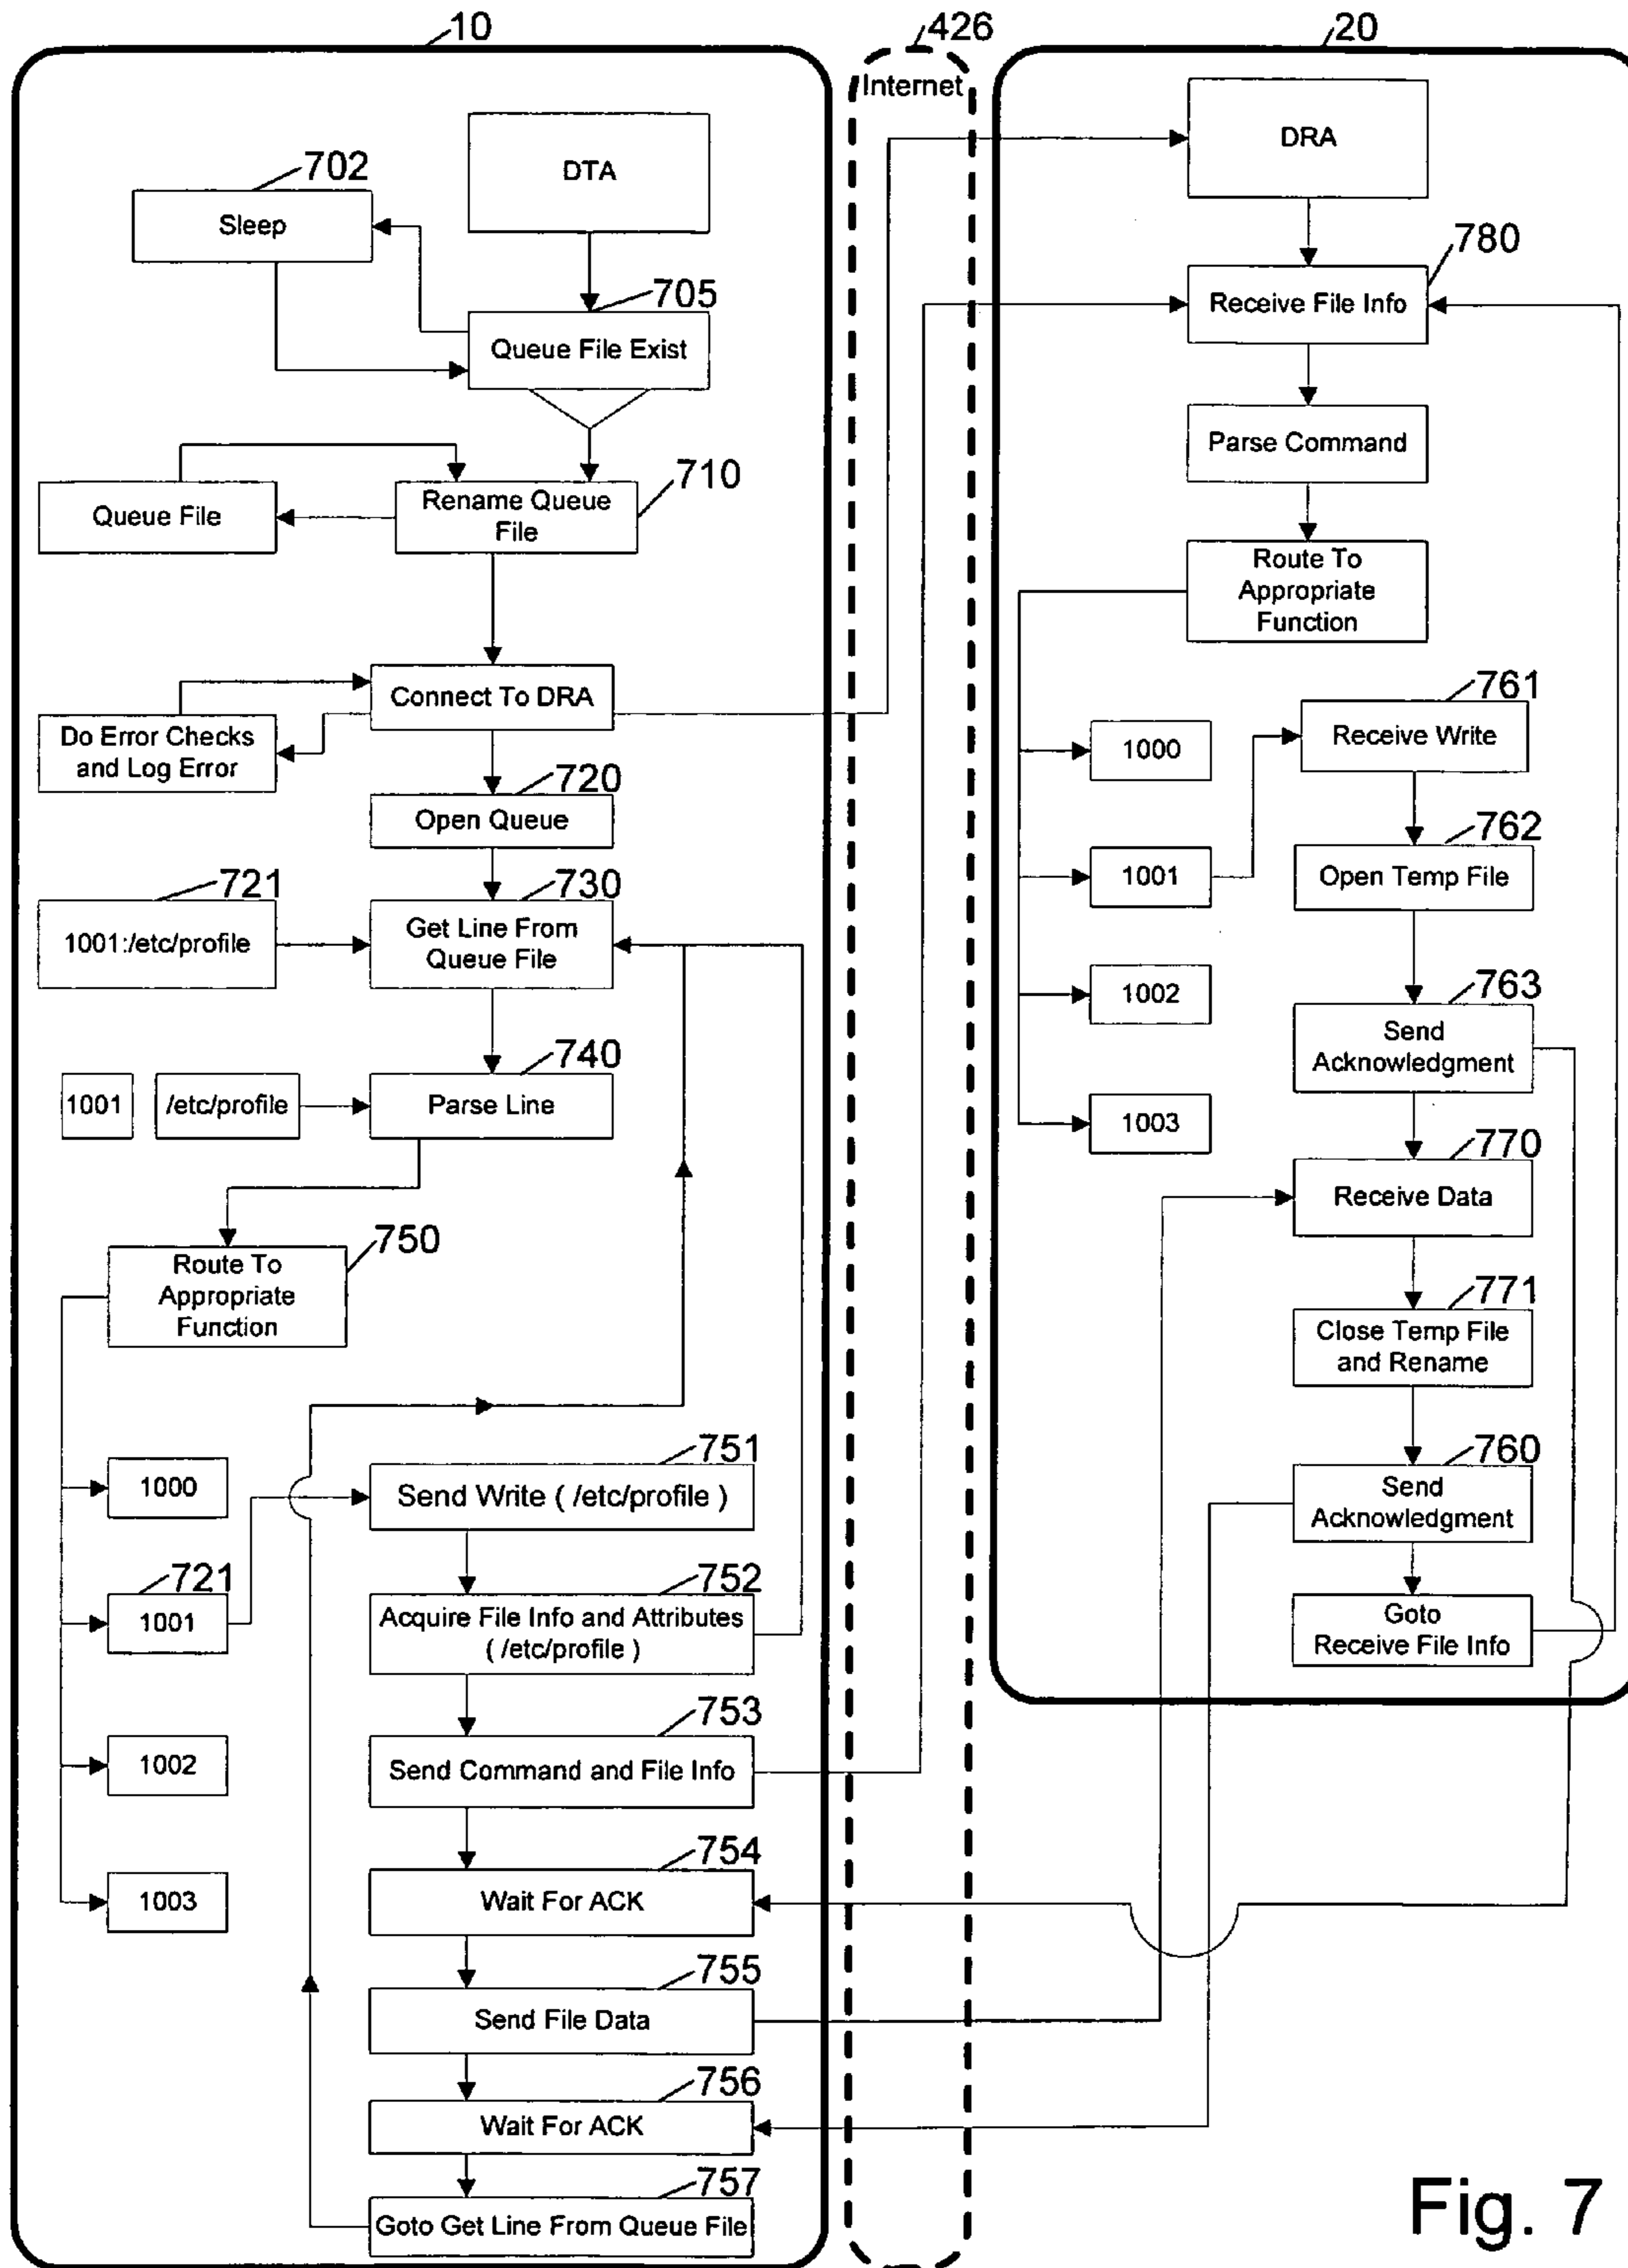 10
426
20
Internet
DTA
DRA
702
Sleep
780
Receive File Info
705
Queue File Exist
Parse Command
710
Queue File
Rename Queue
File
Route To
Appropriate
Function
Connect To DRA
Do Error Checks
and Log Error
761
Receive Write
1000
720
Open Queue
762
Open Temp File
1001
721
1001:/etc/profile
730
Get Line From
Queue File
763
Send
Acknowledgment
1002
740
1001
/etc/profile
Parse Line
1003
770
Receive Data
750
Route To
Appropriate
Function
771
Close Temp File
and Rename
751
Send Write ( /etc/profile )
1000
760
Send
Acknowledgment
721
1001
752
Acquire File Info and Attributes
( /etc/profile )
Goto
Receive File Info
753
Send Command and File Info
1002
754
Wait For ACK
1003
755
Send File Data
756
Wait For ACK
757
Goto Get Line From Queue File
Fig. 7